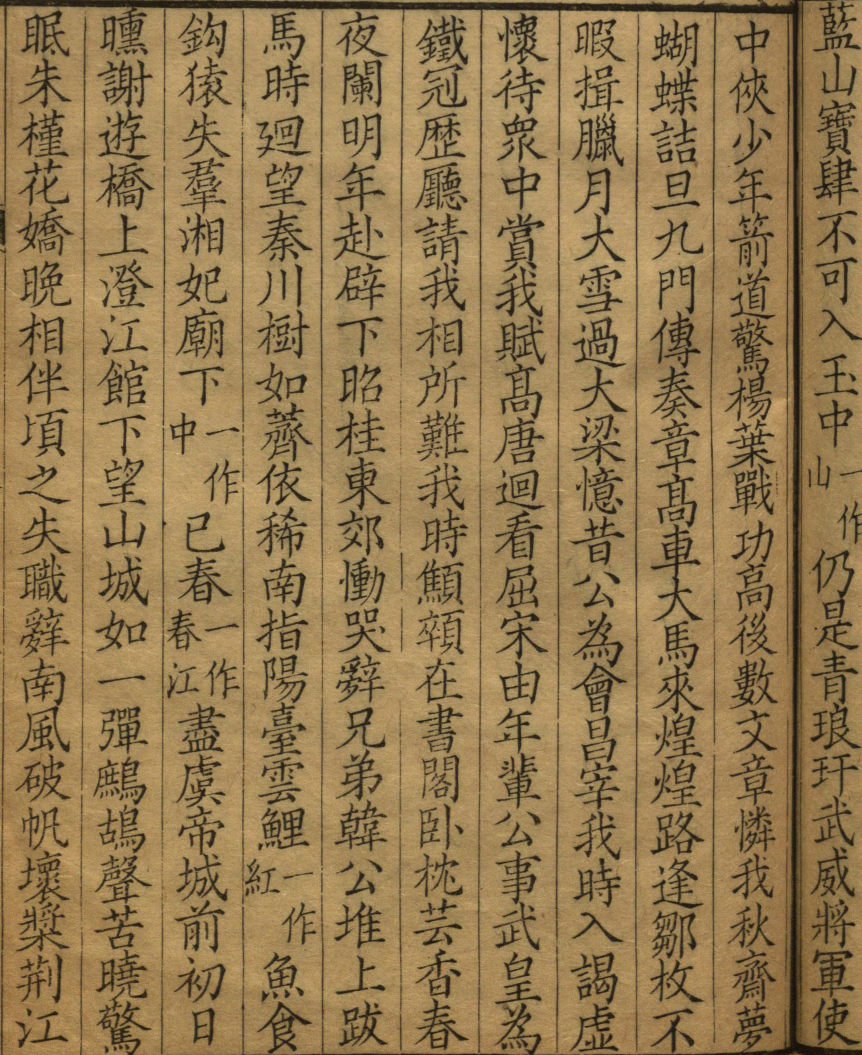 藍山寶肆不可入玉中一作山仍是青琅玕武威將軍使
中俠少年箭道驚楊葉戰功高後數文章憐我秋齋夢
蝴蝶詰旦九門傳奏章髙車大馬來煌煌路逢鄒枚不
暇揖臘月大雪過大梁憶昔公為會昌宰我時入謁虛
懷待衆中賞我賦髙唐迴看屈宋由年輩公事武皇為
鐵冠歴廳請我相所難我時顦顇在書閣卧枕芸香春
夜闌明年赴辟下昭桂東郊慟哭辭兄弟韓公堆上跋
馬時廻望秦川樹如薺依稀南指陽臺雲鯉一作紅魚食
鈎猿失羣湘妃廟下一作中已春一作春江盡虞帝城前初日
曛謝遊橋上澄江館下望山城如一彈鷓鴣聲苦曉驚
眠朱槿花嬌晚相伴頃之失職辭南風破帆壞槳荆江